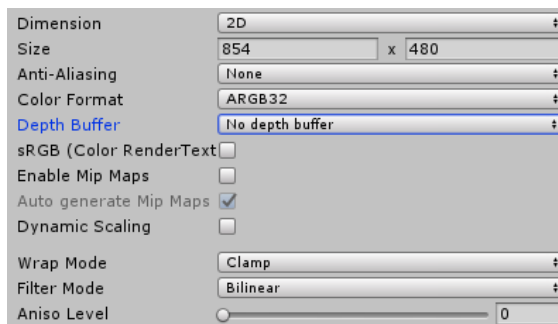 Dimension 2D
Size 854 x 480
Anti-Aliasing None
Color Format ARGB32
Depth Buffer No depth buffer
sRGB (Color RenderText
Enable Mip Maps
Auto generate Mip Maps
Dynamic Scaling
Wrap Mode Clamp
Filter Mode Bilinear
Aniso Level 0